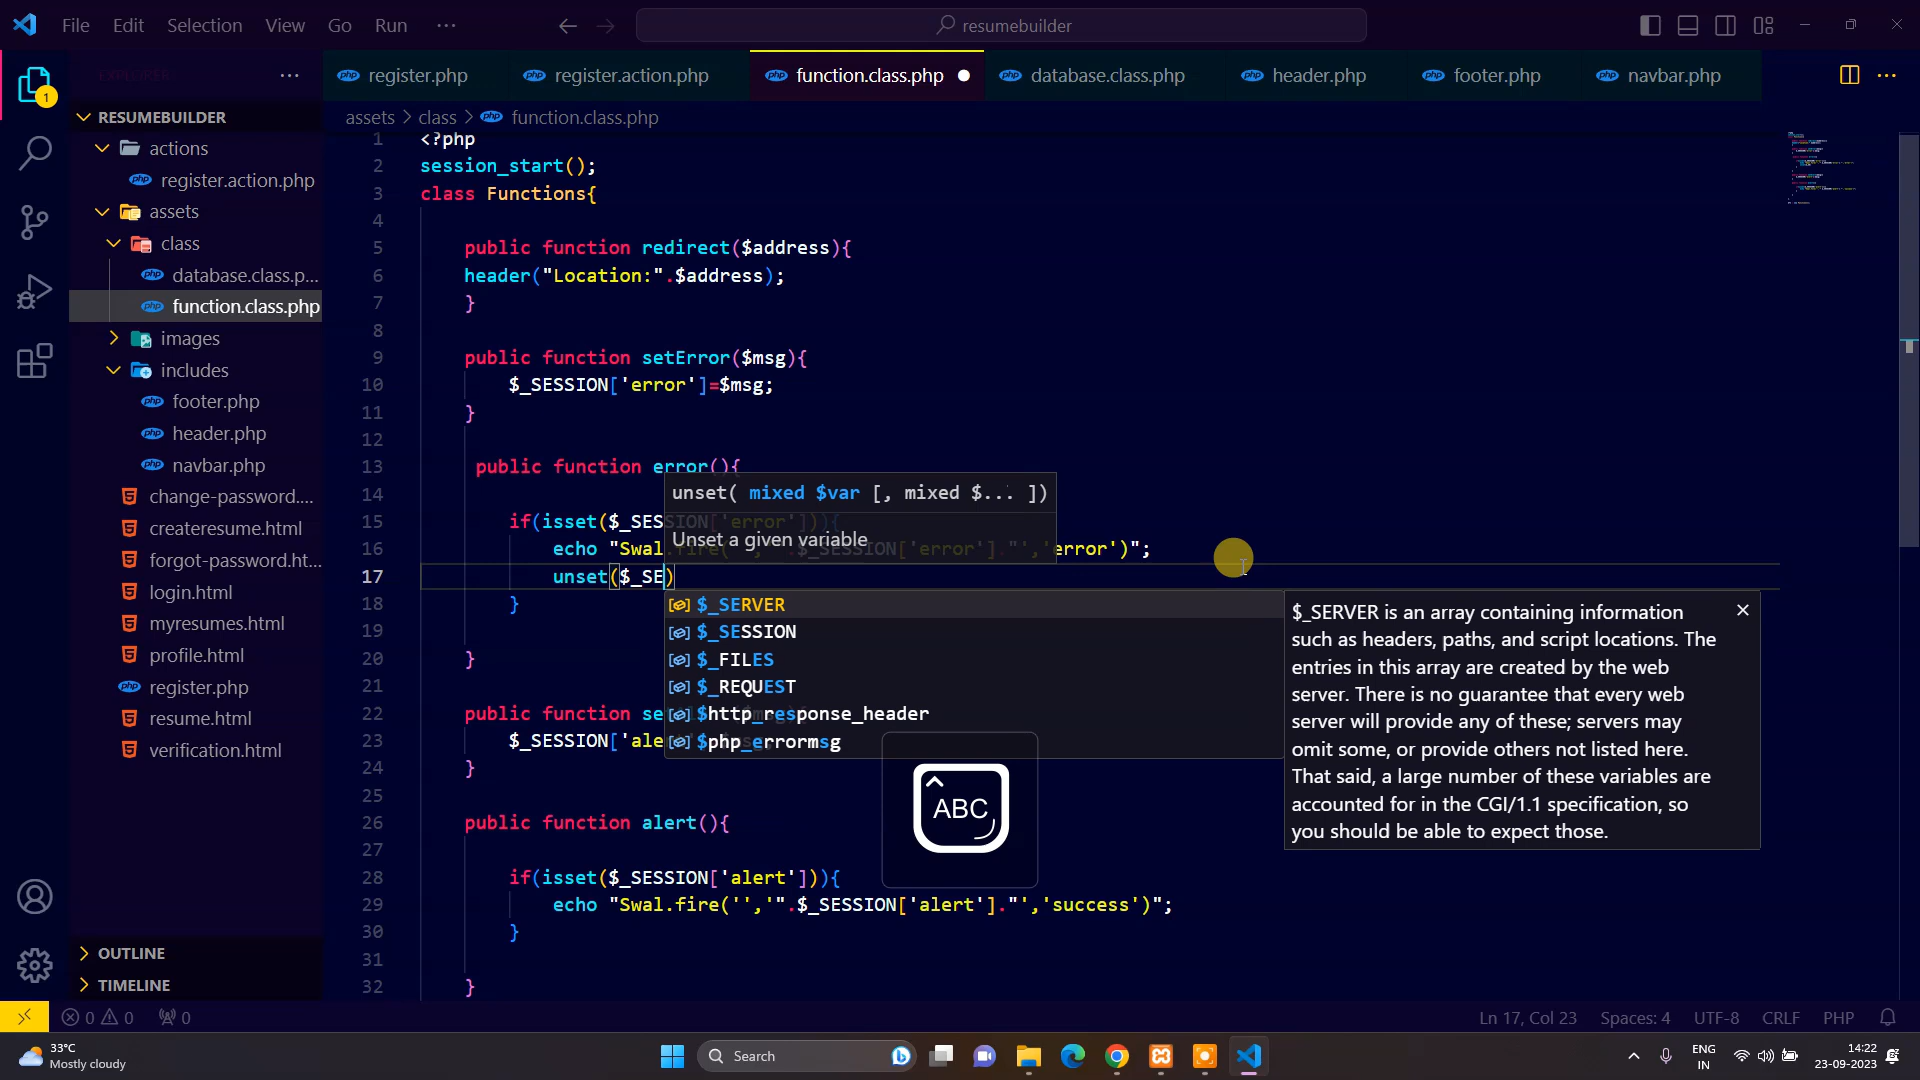 File Edit Selection View Go Run ··· resumebuilder
EXPLORER
RESUMEBUILDER
actions
register.action.php
assets
class
database.class.p...
function.class.php
images
includes
footer.php
header.php
navbar.php
change-password....
createresume.html
forgot-password.ht...
login.html
myresumes.html
profile.html
register.php
resume.html
verification.html
OUTLINE
TIMELINE
register.php register.action.php function.class.php database.class.php header.php footer.php navbar.php
assets > class > function.class.php
1 <?php
2 session_start();
3 class Functions{
4
5 public function redirect($address){
6 header("Location:".$address);
7 }
8
9 public function setError($msg){
10 $_SESSION['error']=$msg;
11 }
12
13 public function error(){
14
15 if(isset($_SESSION['error'])){
16 echo "Swal.fire('','".$_SESSION['error']."','error')";
17 unset($_SE)
18 }
19
20 }
21
22 public function se
23 $_SESSION['ale
24 }
25
26 public function alert(){
27
28 if(isset($_SESSION['alert'])){
29 echo "Swal.fire('','".$_SESSION['alert']."','success')";
30 }
31
32 }
unset( mixed $var [, mixed $... ])
Unset a given variable
$_SERVER
$_SESSION
$_FILES
$_REQUEST
$http_response_header
$php_errormsg
$_SERVER is an array containing information
such as headers, paths, and script locations. The
entries in this array are created by the web
server. There is no guarantee that every web
server will provide any of these; servers may
omit some, or provide others not listed here.
That said, a large number of these variables are
accounted for in the CGI/1.1 specification, so
you should be able to expect those.
ABC
0 0 0 Ln 17, Col 23 Spaces: 4 UTF-8 CRLF PHP
33°C
Mostly cloudy
Search
ENG
IN
14:22
23-09-2023